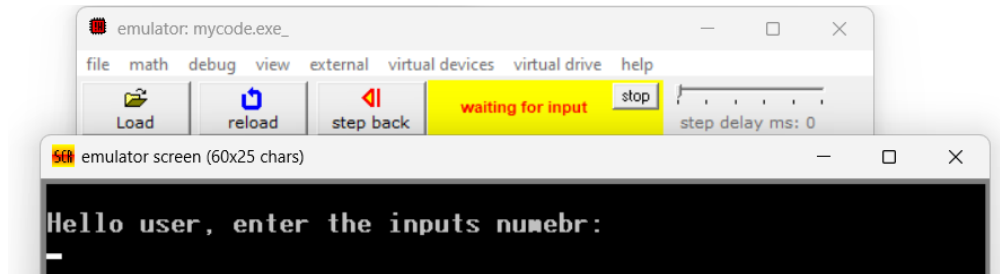 emulator: mycode.exe_
file math debug view external virtual devices virtual drive help
Load reload step back waiting for input stop step delay ms: 0
SCR emulator screen (60x25 chars)
Hello user, enter the inputs numebr: